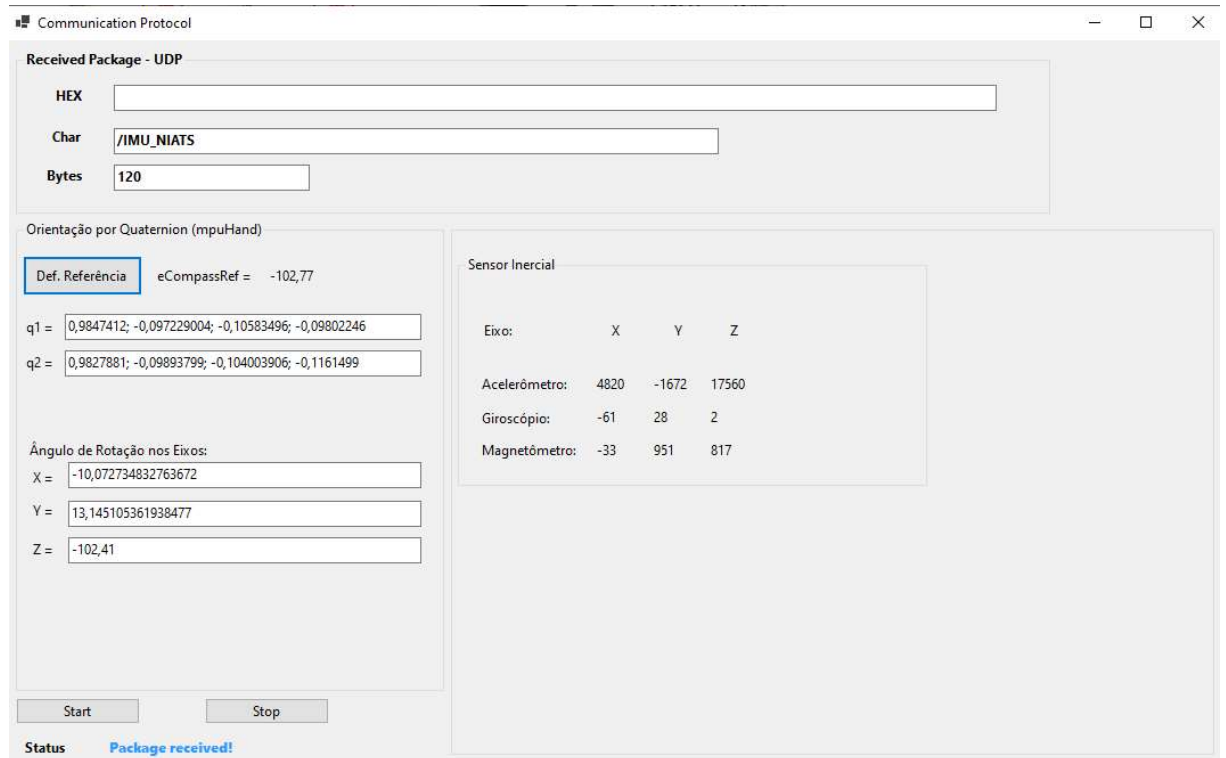 Communication Protocol
Received Package - UDP
HEX
Char /IMU_NIATS
Bytes 120
Orientação por Quaternion (mpuHand)
Def. Referência eCompassRef = -102,77
q1 = 0,9847412; -0,097229004; -0,10583496; -0,09802246
q2 = 0,9827881; -0,09893799; -0,104003906; -0,1161499
Ângulo de Rotação nos Eixos:
X = -10,072734832763672
Y = 13,145105361938477
Z = -102,41
Start Stop
Status Package received!
Sensor Inercial
Eixo: X Y Z
Acelerômetro: 4820 -1672 17560
Giroscópio: -61 28 2
Magnetômetro: -33 951 817